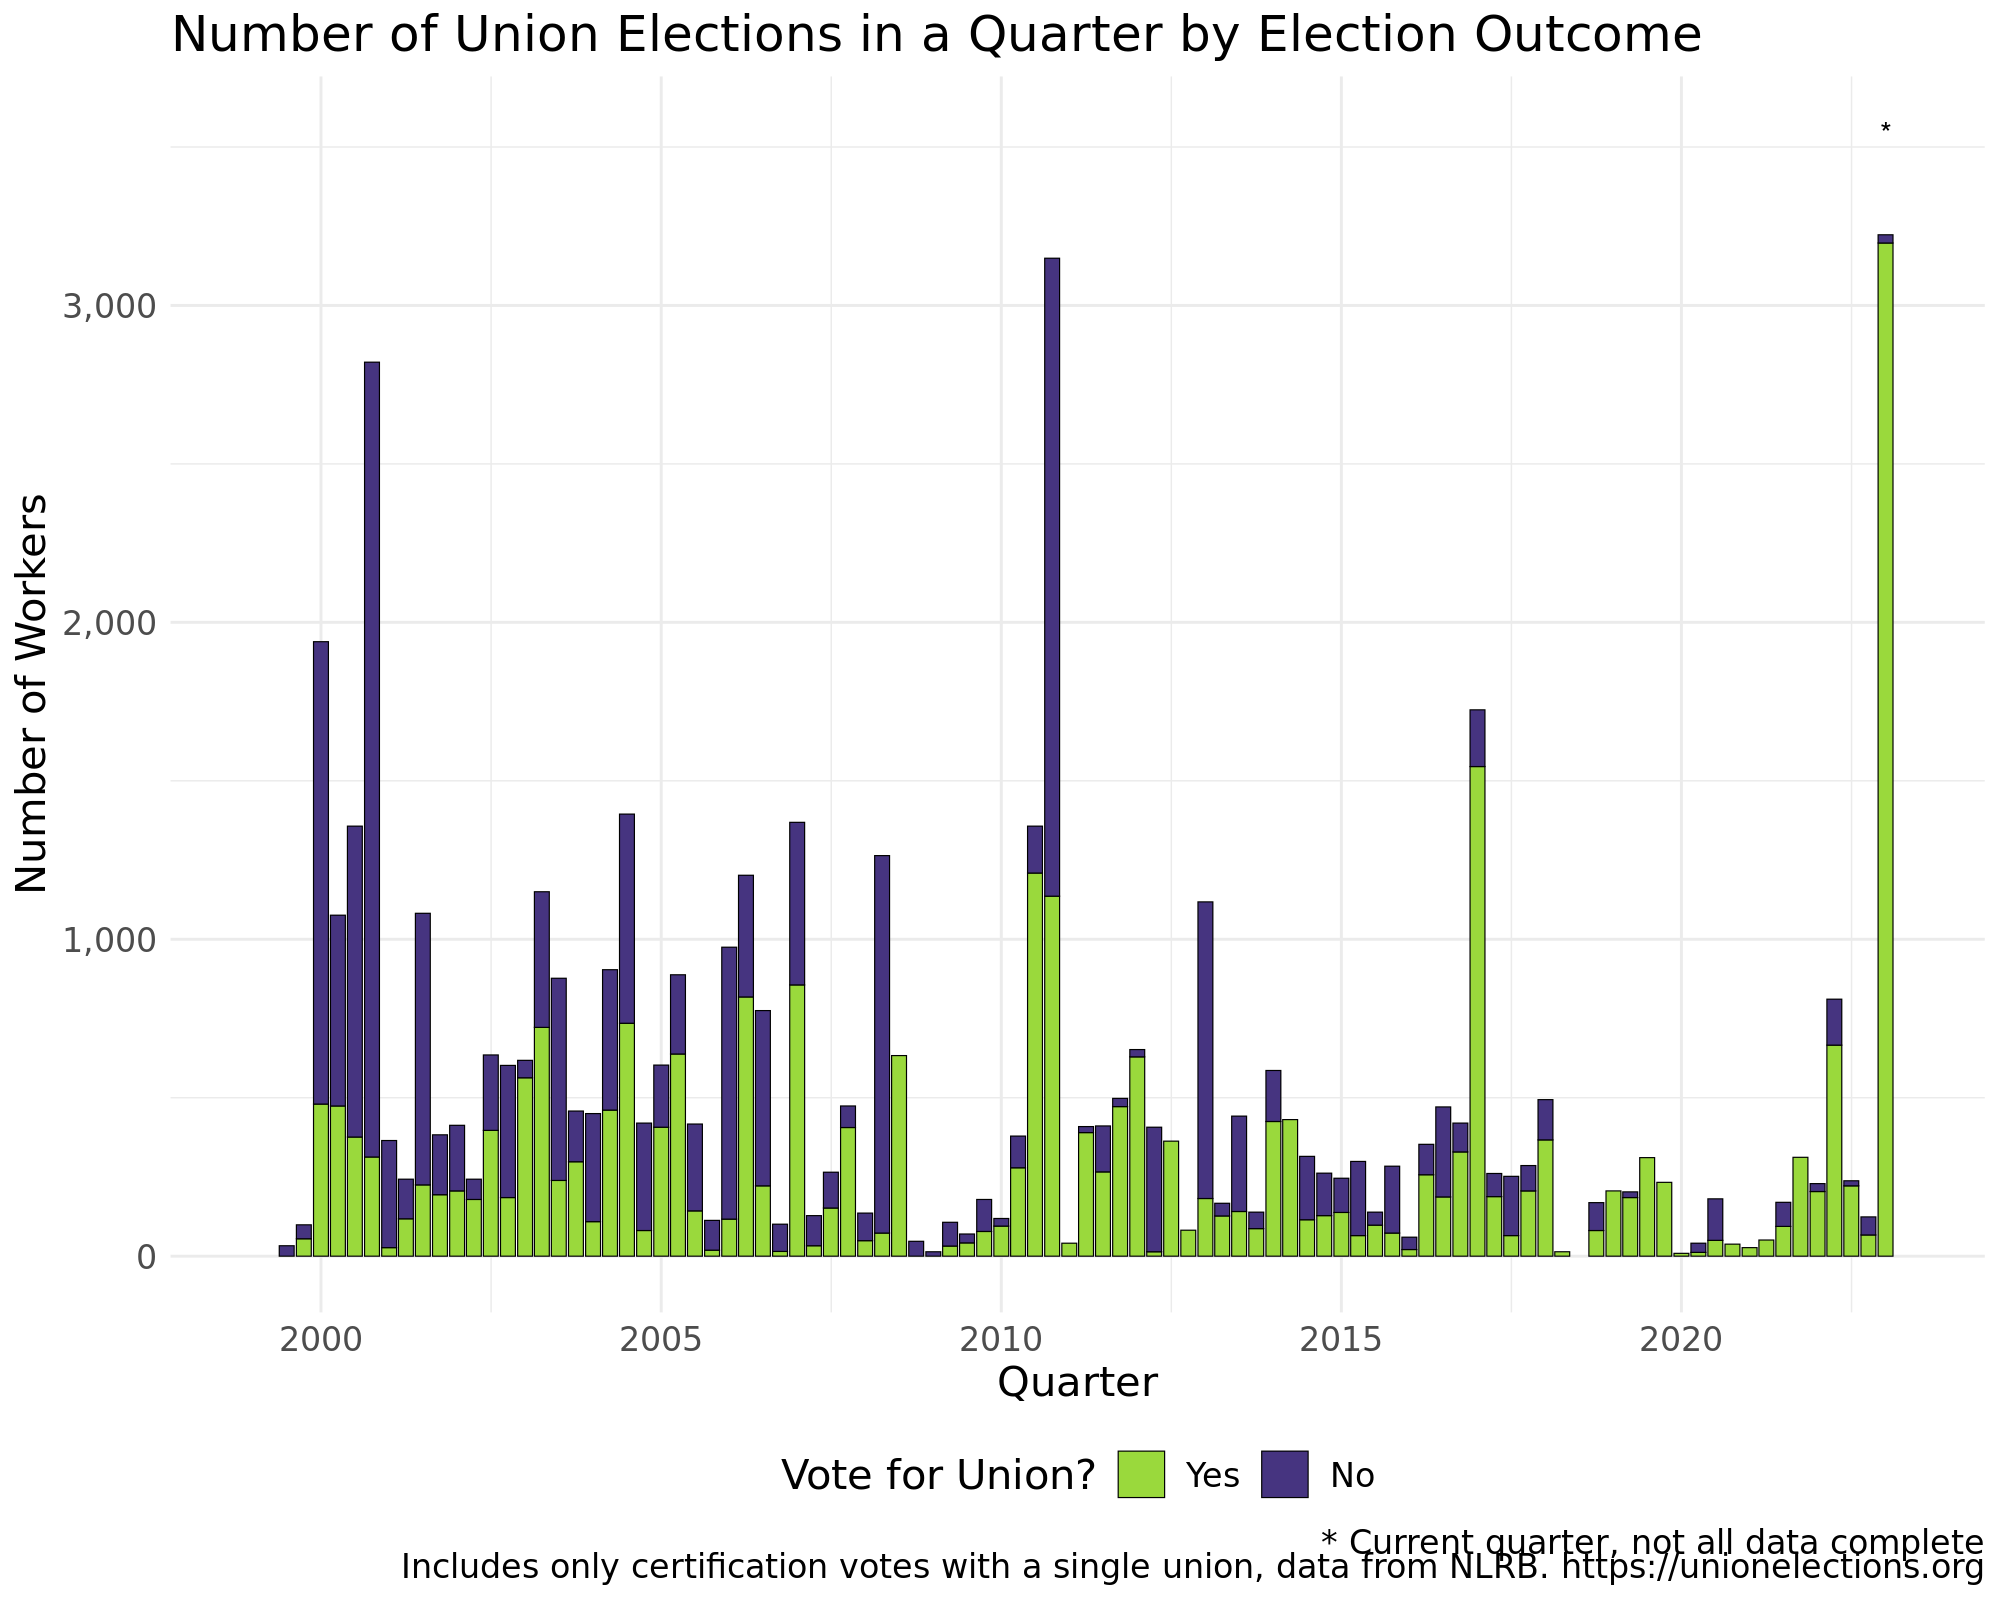 Number of Union Elections in a Quarter by Election Outcome
*
3,000
2,000
1,000
0
Number of Workers
2000 2005 2010 2015 2020
Quarter
Vote for Union? Yes No
* Current quarter, not all data complete
Includes only certification votes with a single union, data from NLRB. https://unionelections.org